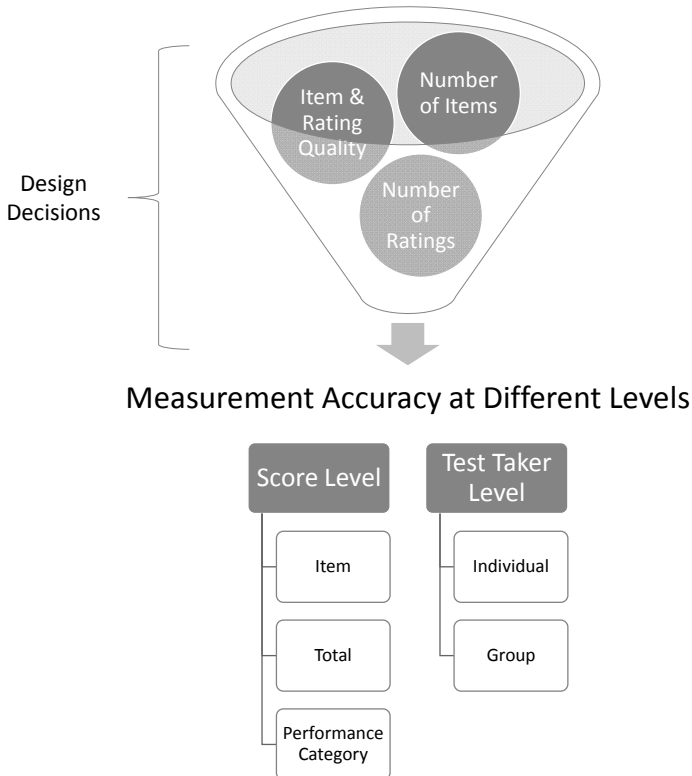 Design
Decisions
Item &
Rating
Quality
Number
of Items
Number
of
Ratings
Measurement Accuracy at Different Levels
Score Level
Item
Total
Performance
Category
Test Taker
Level
Individual
Group